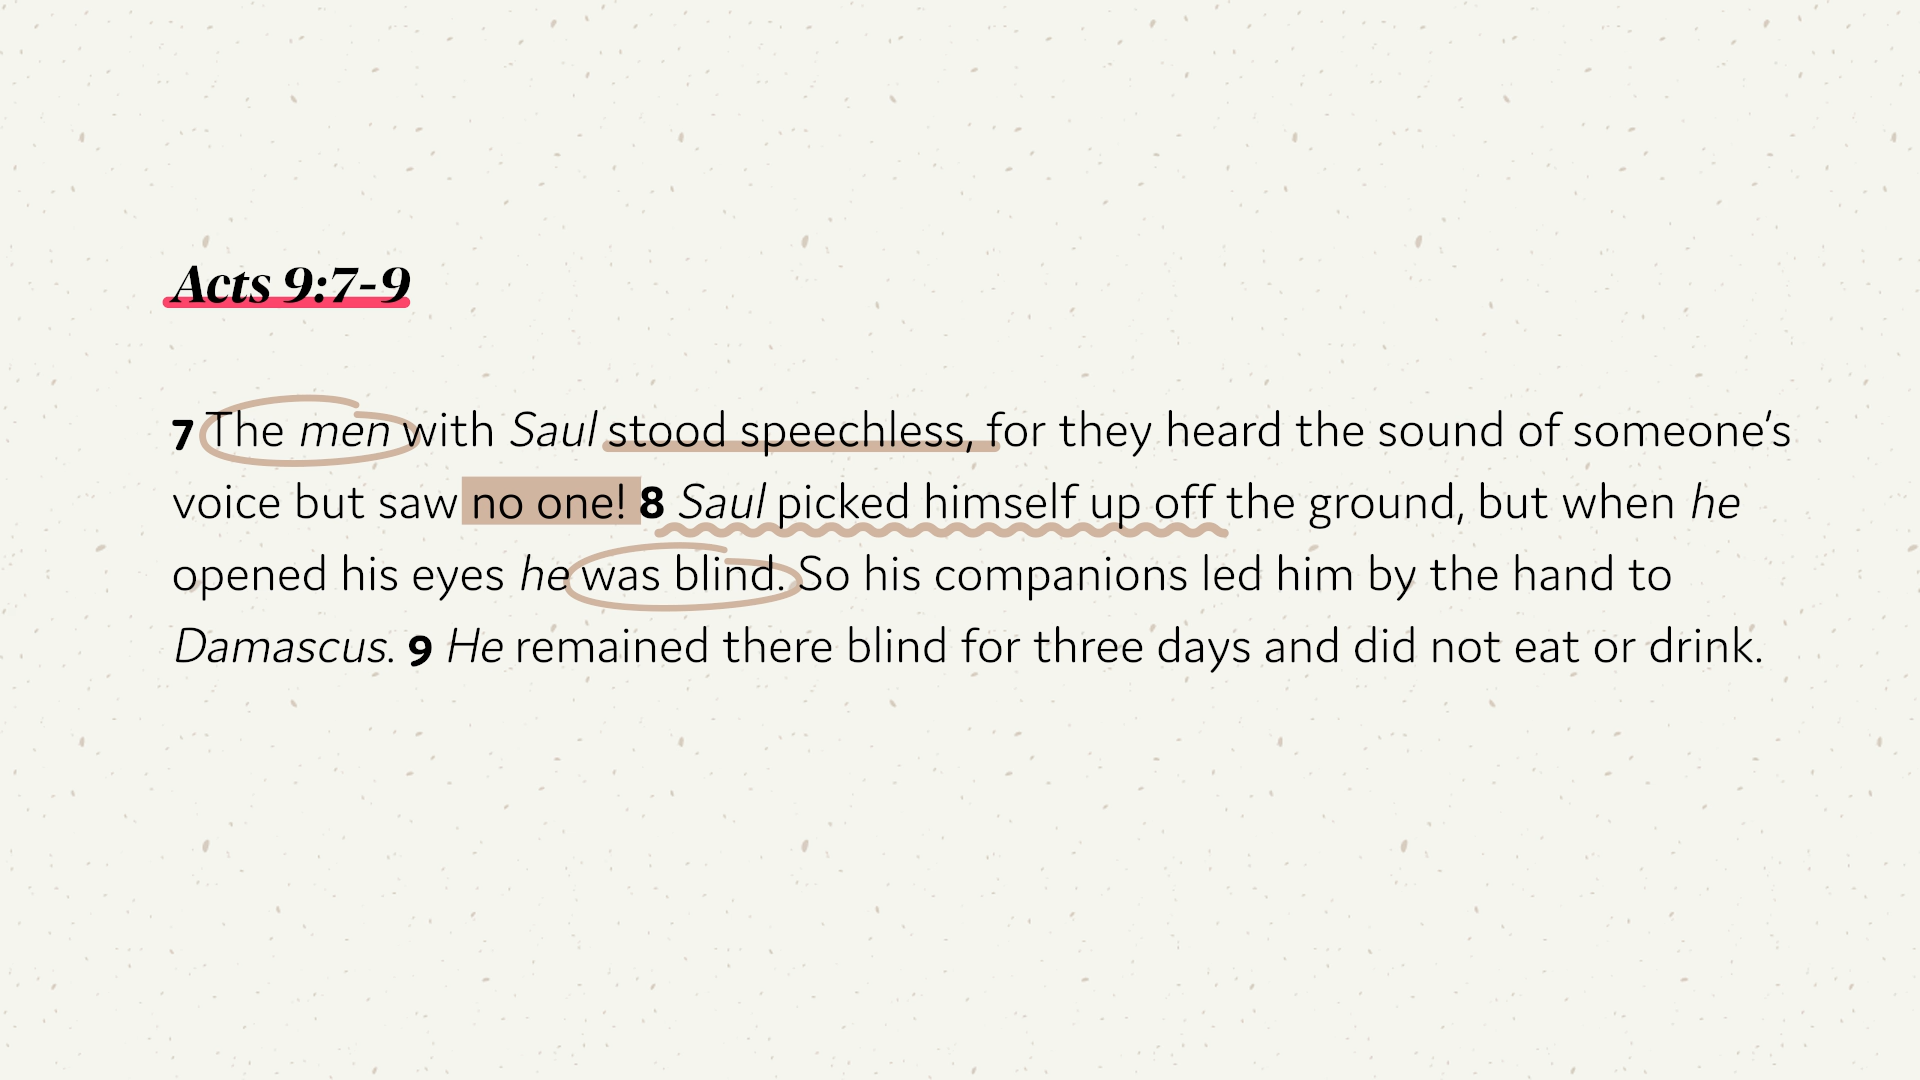 Acts 9:7-9
7 The men with Saul stood speechless, for they heard the sound of someone’s
voice but saw no one! 8 Saul picked himself up off the ground, but when he
opened his eyes he was blind. So his companions led him by the hand to
Damascus. 9 He remained there blind for three days and did not eat or drink.